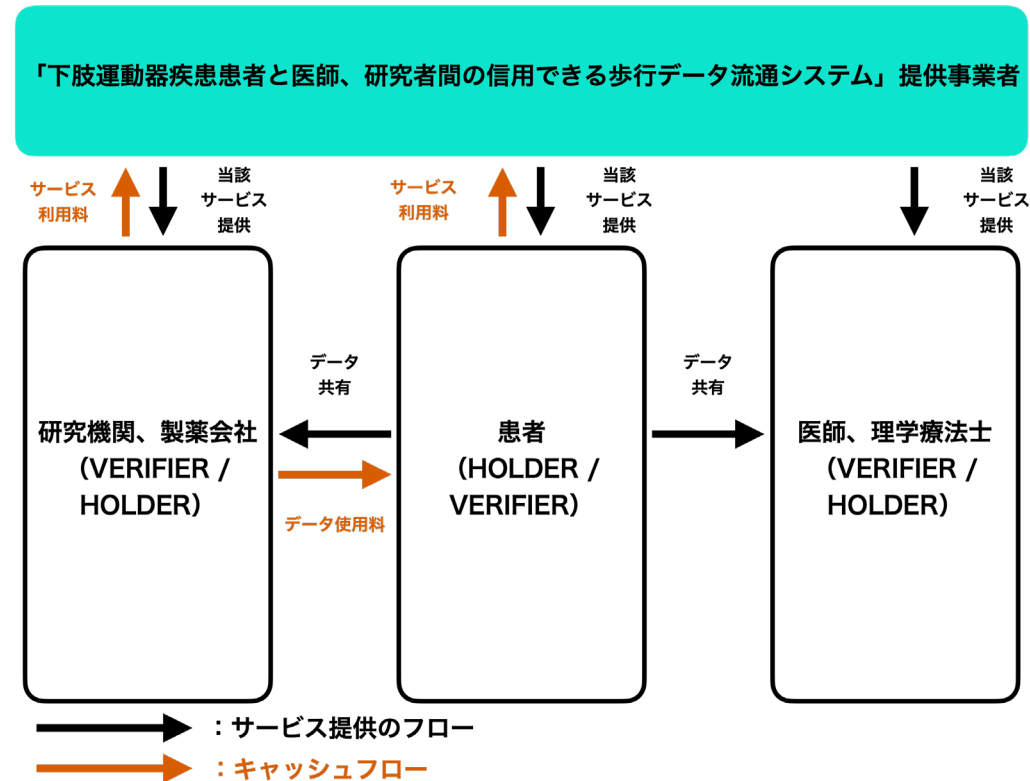 「下肢運動器疾患患者と医師、研究者間の信用できる歩行データ流通システム」提供事業者
サービス
利用料
当該
サービス
提供
サービス
利用料
当該
サービス
提供
当該
サービス
提供
研究機関、製薬会社
（VERIFIER /
HOLDER）
データ
共有
データ使用料
患者
（HOLDER /
VERIFIER）
データ
共有
医師、理学療法士
（VERIFIER /
HOLDER）
：サービス提供のフロー
：キャッシュフロー